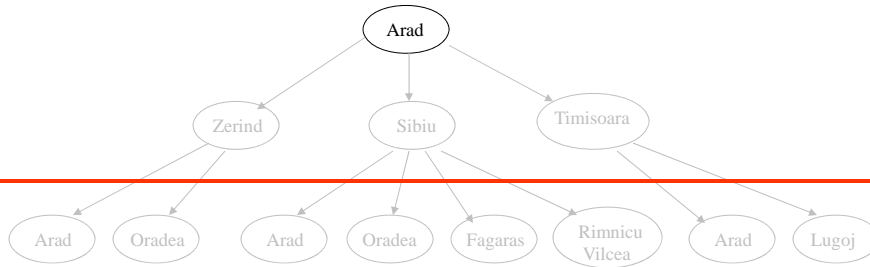 Arad
Zerind
Sibiu
Timisoara
Arad
Oradea
Arad
Oradea
Fagaras
Rimnicu
Vilcea
Arad
Lugoj